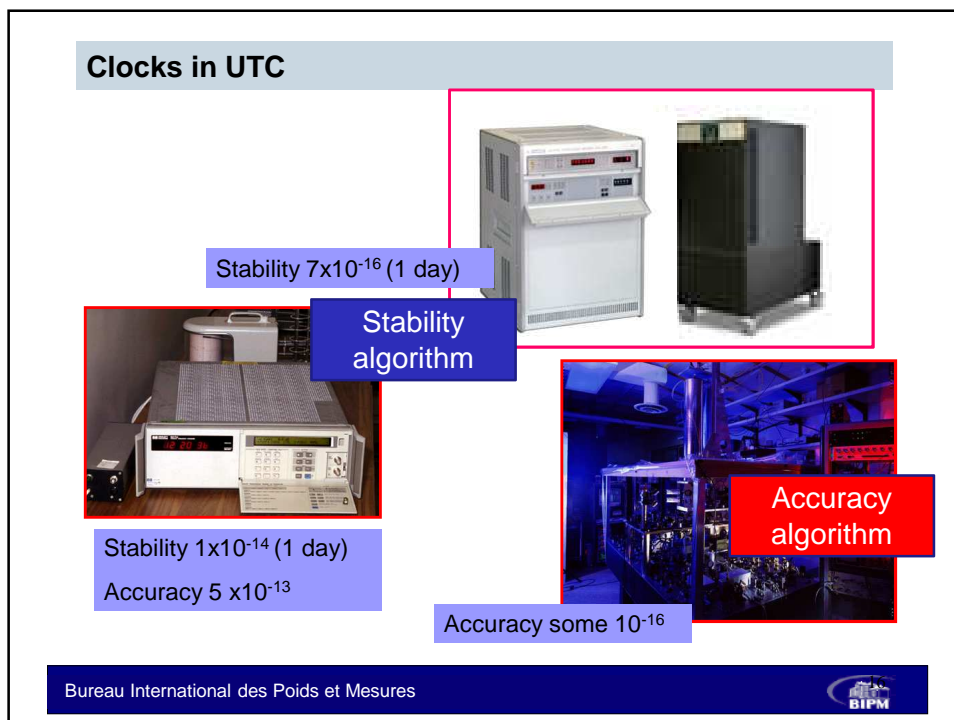 Clocks in UTC
Stability 7x10⁻¹⁶ (1 day)
Stability
algorithm
Stability 1x10⁻¹⁴ (1 day)
Accuracy 5 x10⁻¹³
Accuracy
algorithm
Accuracy some 10⁻¹⁶
Bureau International des Poids et Mesures
16
BIPM